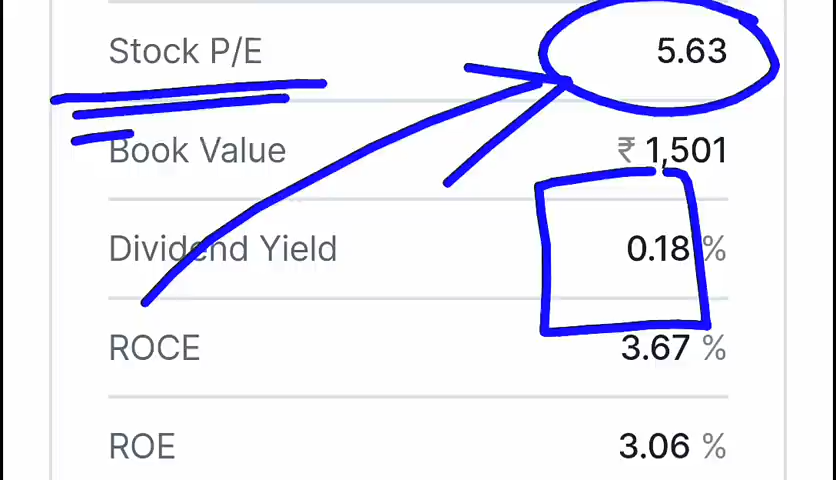 Stock P/E 5.63
Book Value ₹ 1,501
Dividend Yield 0.18 %
ROCE 3.67 %
ROE 3.06 %